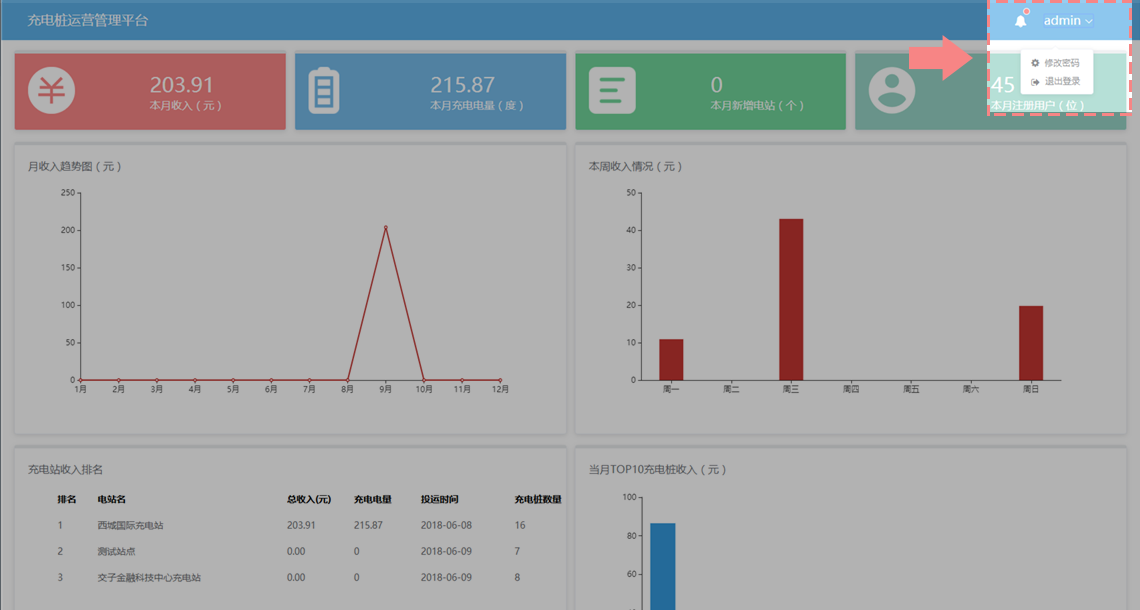 充电桩运营管理平台
admin
修改密码
退出登录
203.91
本月收入（元）
215.87
本月充电电量（度）
0
本月新增电站（个）
45
本月注册用户（位）
月收入趋势图（元）
250
200
150
100
50
0
1月 2月 3月 4月 5月 6月 7月 8月 9月 10月 11月 12月
本周收入情况（元）
50
40
30
20
10
0
周一 周二 周三 周四 周五 周六 周日
充电站收入排名
排名 电站名 总收入(元) 充电电量 投运时间 充电桩数量
1 西城国际充电站 203.91 215.87 2018-06-08 16
2 测试站点 0.00 0 2018-06-09 7
3 交子金融科技中心充电站 0.00 0 2018-06-09 8
当月TOP10充电桩收入（元）
100
80
60